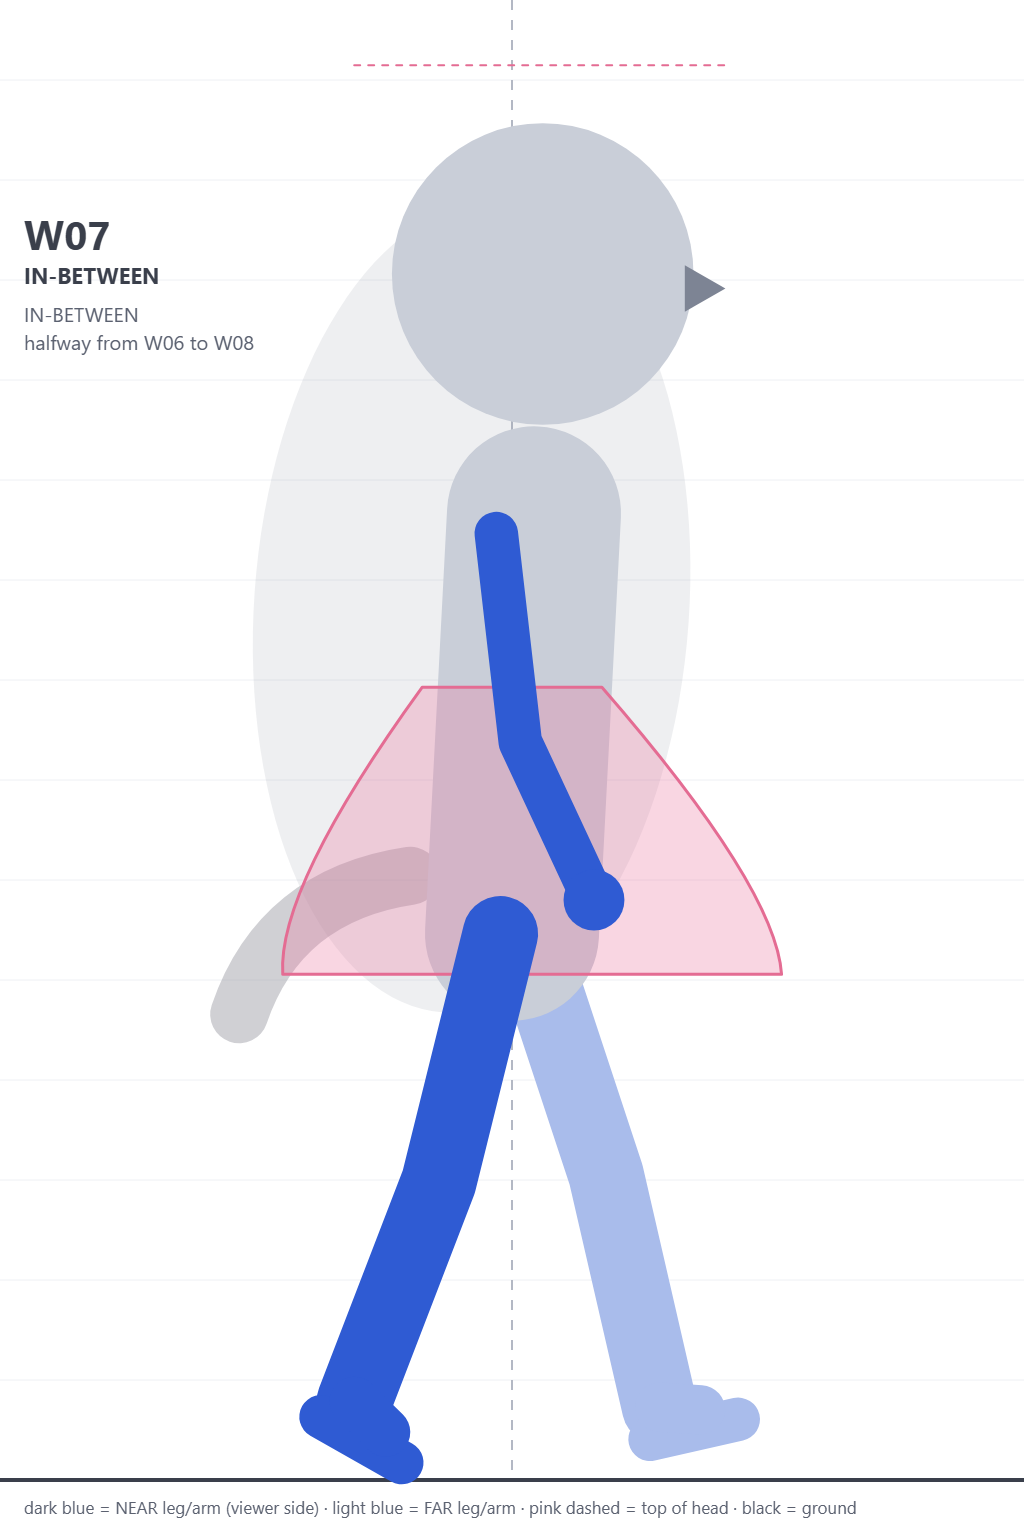 W07
IN-BETWEEN
IN-BETWEEN
halfway from W06 to W08
dark blue = NEAR leg/arm (viewer side) · light blue = FAR leg/arm · pink dashed = top of head · black = ground